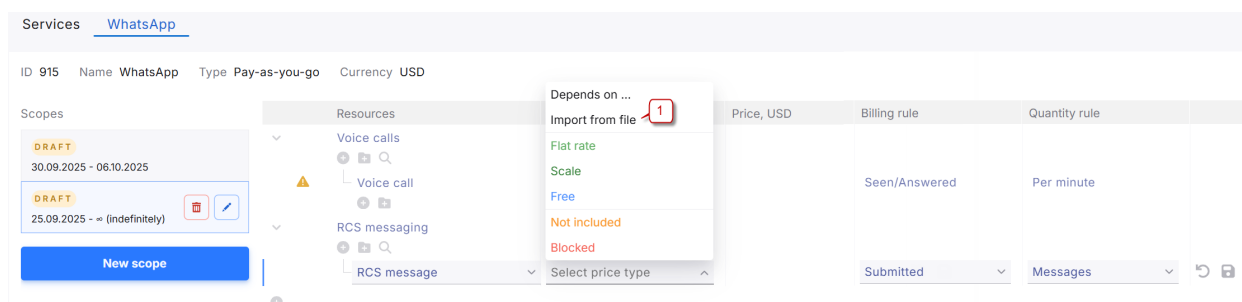 Services WhatsApp
ID 915 Name WhatsApp Type Pay-as-you-go Currency USD
Scopes
DRAFT
30.09.2025 - 06.10.2025
DRAFT
25.09.2025 - ∞ (indefinitely)
New scope
Resources Price, USD Billing rule Quantity rule
Voice calls
Voice call Seen/Answered Per minute
RCS messaging
RCS message Select price type Submitted Messages
Depends on ...
Import from file 1
Flat rate
Scale
Free
Not included
Blocked